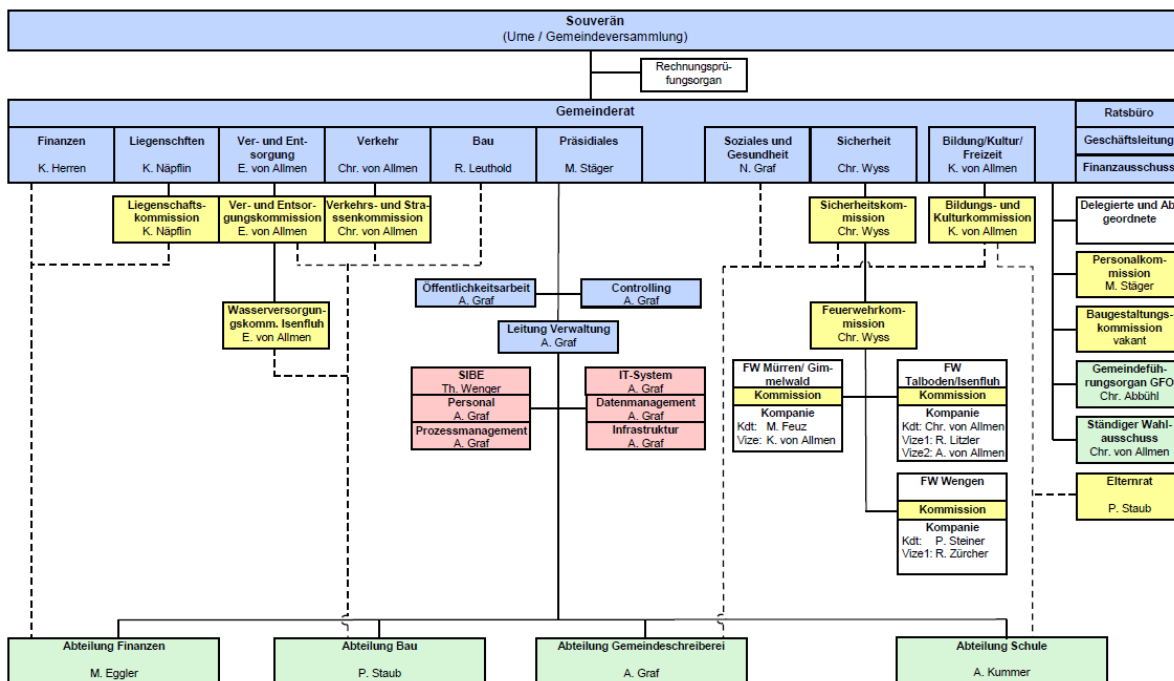 Souverän
(Urne / Gemeindeversammlung)
Rechnungsprü-
fungsorgan
Gemeinderat
Finanzen
K. Herren
Liegenschften
K. Näpflin
Ver- und Ent-
sorgung
E. von Allmen
Verkehr
Chr. von Allmen
Bau
R. Leuthold
Präsidiales
M. Stäger
Soziales und
Gesundheit
N. Graf
Sicherheit
Chr. Wyss
Bildung/Kultur/
Freizeit
K. von Allmen
Ratsbüro
Geschäftsleitung
Finanzausschuss
Liegenschafts-
kommission
K. Näpflin
Ver- und Entsor-
gungskommission
E. von Allmen
Verkehrs- und Stras-
senkommission
Chr. von Allmen
Sicherheitskom-
mission
Chr. Wyss
Bildungs- und
Kulturkommission
K. von Allmen
Delegierte und Ab
geordnete
Personalkom-
mission
M. Stäger
Baugestaltungs-
kommission
vakant
Gemeindefüh-
rungsorgan GFO
Chr. Abbühl
Ständiger Wahl-
ausschuss
Chr. von Allmen
Elternrat
P. Staub
Wasserversorgun-
gskomm. Isenfluh
E. von Allmen
Öffentlichkeitsarbeit
A. Graf
Controlling
A. Graf
Leitung Verwaltung
A. Graf
SIBE
Th. Wenger
Personal
A. Graf
Prozessmanagement
A. Graf
IT-System
A. Graf
Datenmanagement
A. Graf
Infrastruktur
A. Graf
Feuerwehrkom-
mission
Chr. Wyss
FW Mürren/ Gim-
melwald
Kommission
Kompanie
Kdt: M. Feuz
Vize: K. von Allmen
FW
Talboden/Isenfluh
Kommission
Kompanie
Kdt: Chr. von Allmen
Vize1: R. Litzler
Vize2: A. von Allmen
FW Wengen
Kommission
Kompanie
Kdt: P. Steiner
Vize1: R. Zürcher
Abteilung Finanzen
M. Eggler
Abteilung Bau
P. Staub
Abteilung Gemeindeschreiberei
A. Graf
Abteilung Schule
A. Kummer